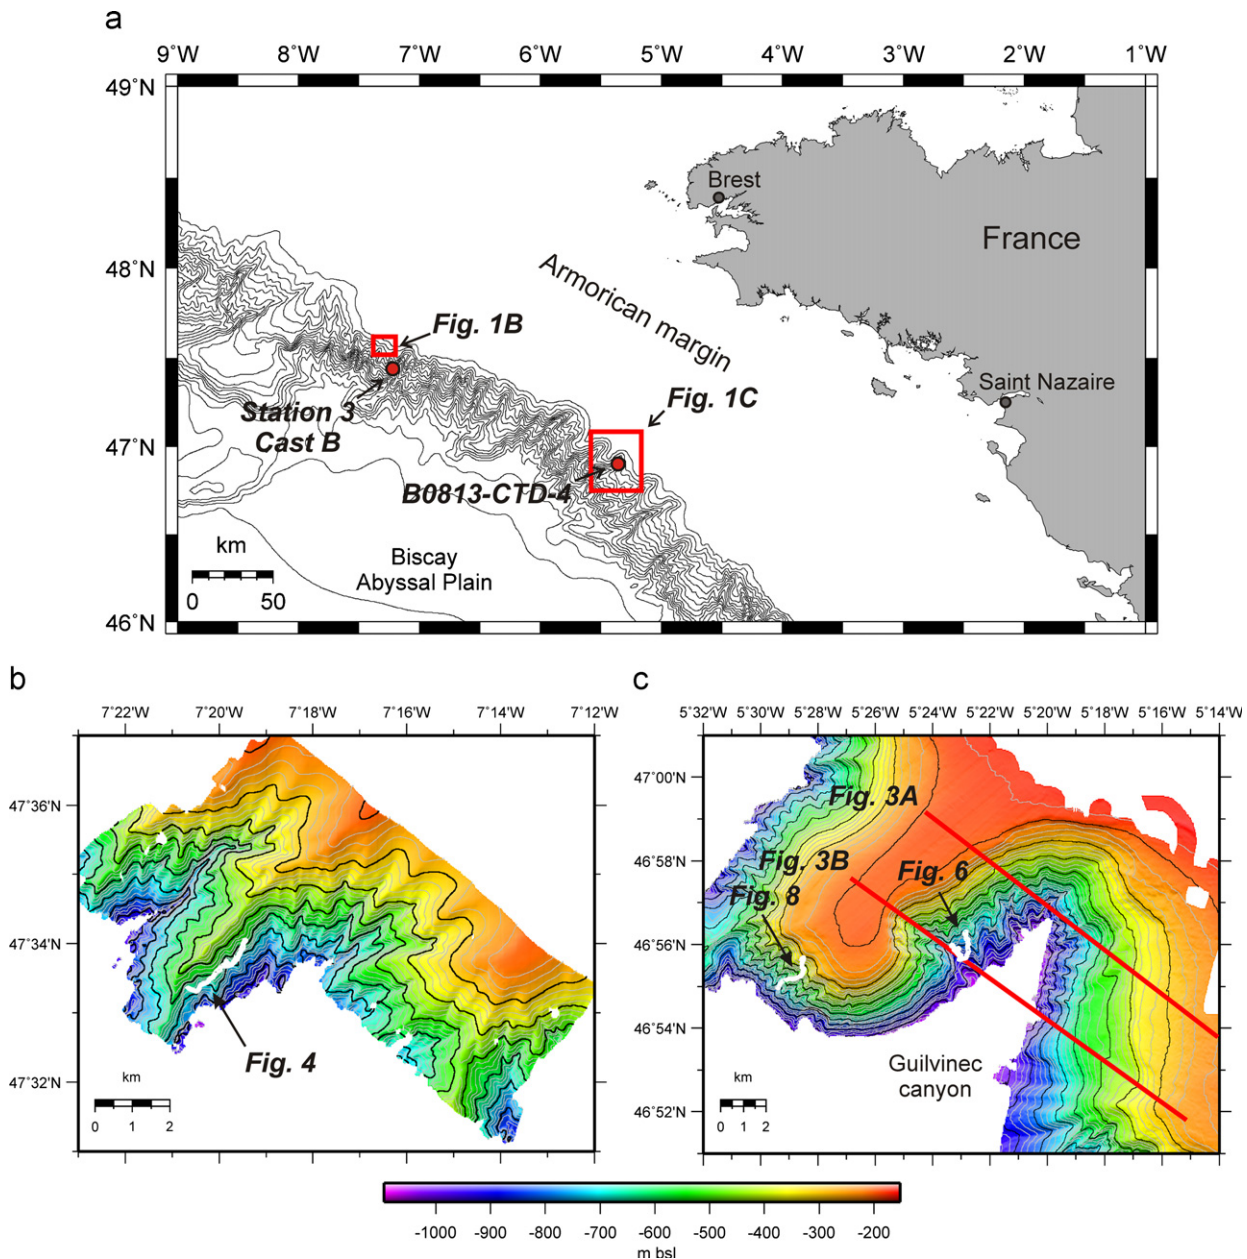 a
9°W 8°W 7°W 6°W 5°W 4°W 3°W 2°W 1°W
49°N
Brest
France
48°N
Armorican margin
Fig. 1B
Saint Nazaire
Fig. 1C
Station 3
Cast B
47°N
B0813-CTD-4
km
Biscay
Abyssal Plain
0 50
46°N
b
7°22'W 7°20'W 7°18'W 7°16'W 7°14'W 7°12'W
47°36'N
47°34'N
Fig. 4
km
47°32'N
0 1 2
c
5°32'W 5°30'W 5°28'W 5°26'W 5°24'W 5°22'W 5°20'W 5°18'W 5°16'W 5°14'W
47°00'N
Fig. 3A
46°58'N
Fig. 3B
Fig. 6
Fig. 8
46°56'N
46°54'N
Guilvinec
canyon
km
46°52'N
0 1 2
-1000 -900 -800 -700 -600 -500 -400 -300 -200
m bsl